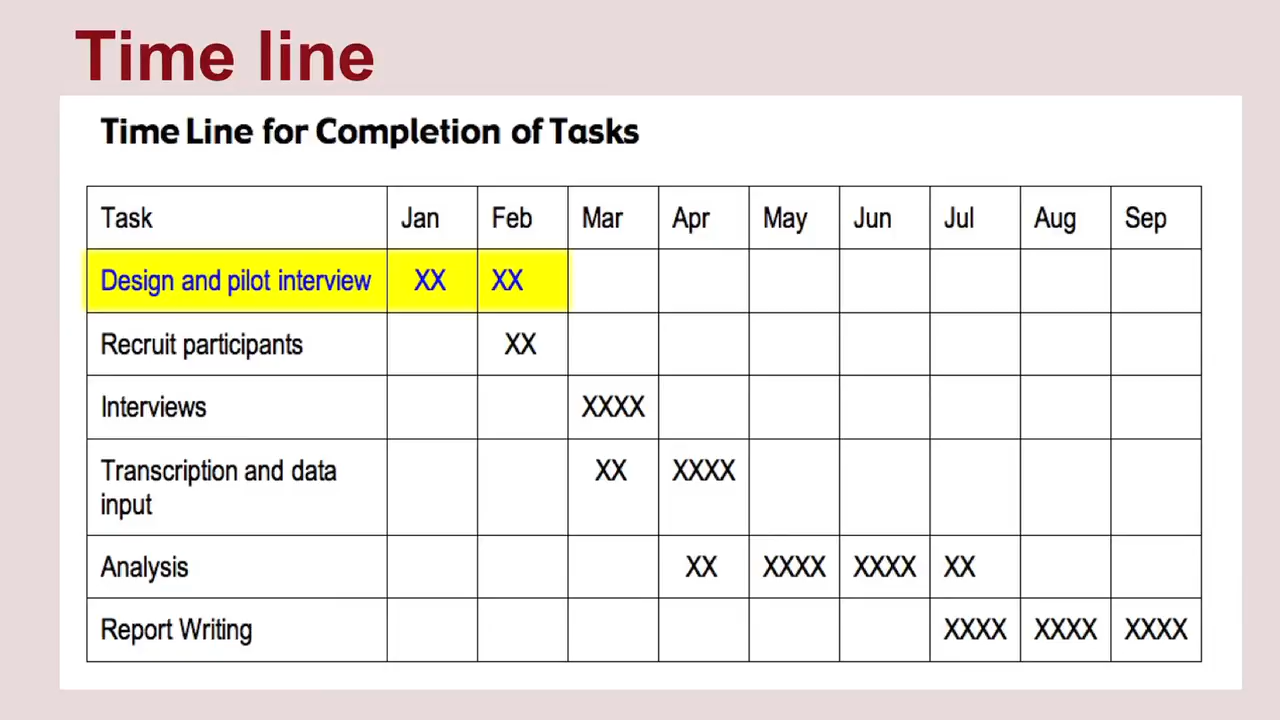 Time line
Time Line for Completion of Tasks
Task Jan Feb Mar Apr May Jun Jul Aug Sep
Design and pilot interview XX XX
Recruit participants XX
Interviews XXXX
Transcription and data
input XX XXXX
Analysis XX XXXX XXXX XX
Report Writing XXXX XXXX XXXX